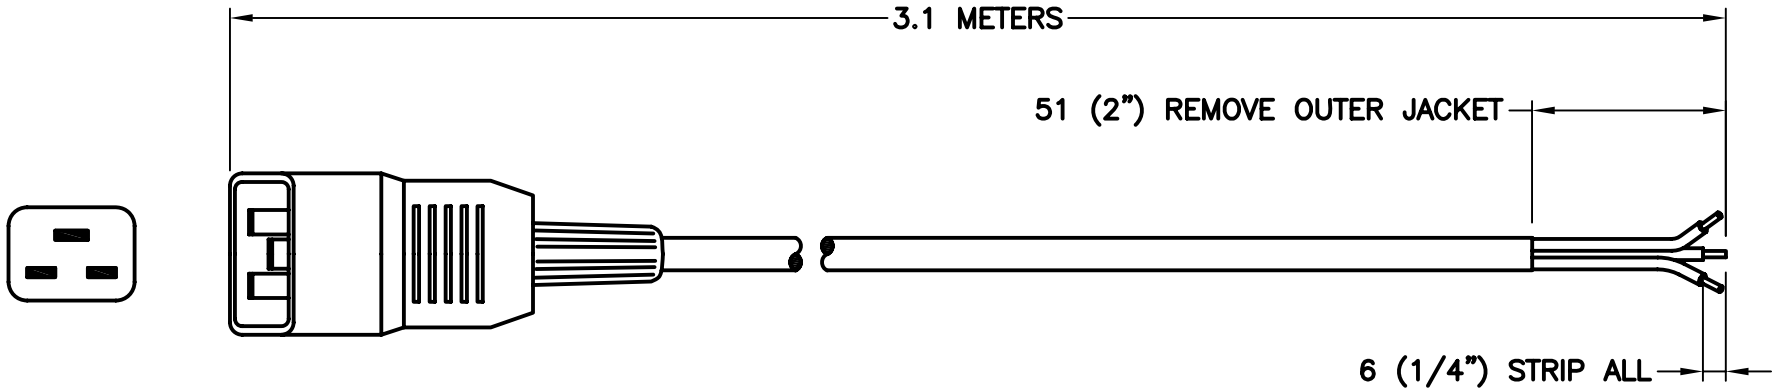 3.1 METERS
51 (2") REMOVE OUTER JACKET
6 (1/4") STRIP ALL